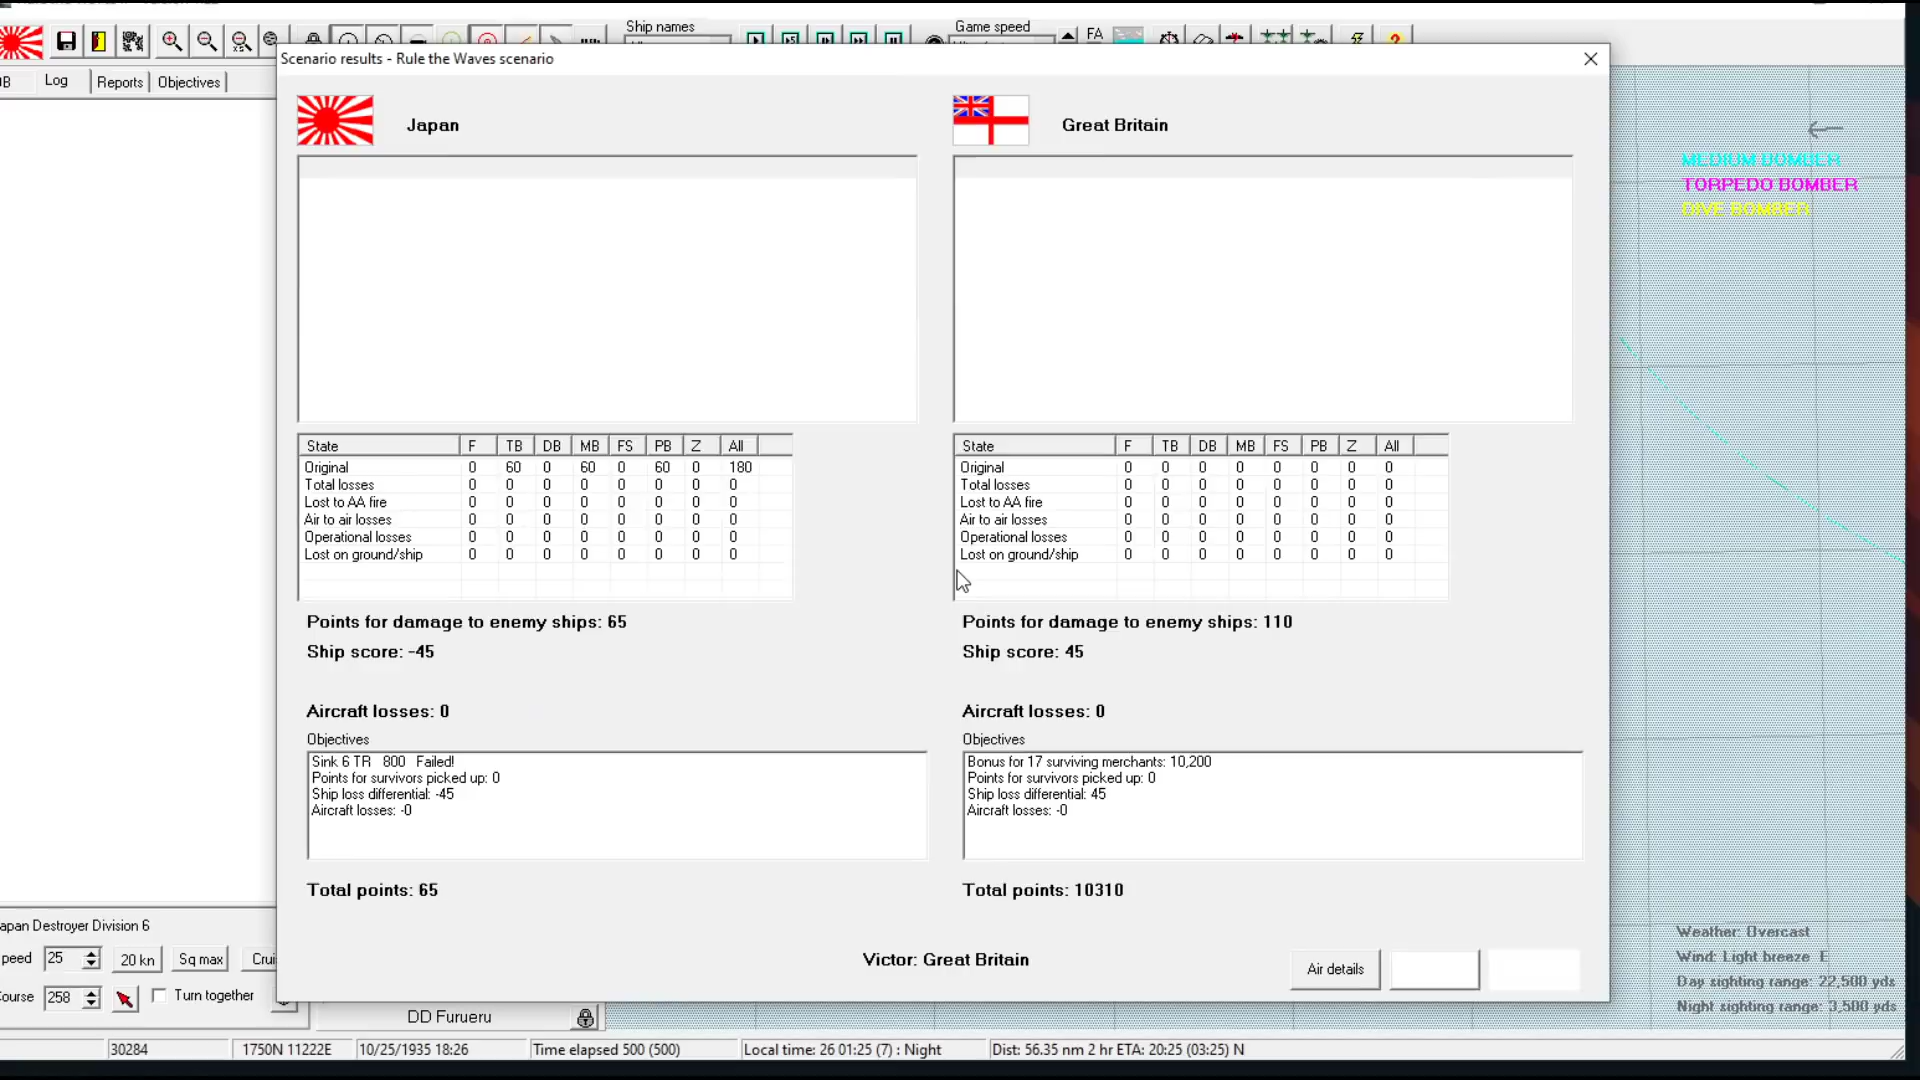 Ship names
Game speed
FA
Scenario results - Rule the Waves scenario
Log
Reports
Objectives
Japan
Great Britain
MEDIUM BOMBER
TORPEDO BOMBER
DIVE BOMBER
State F TB DB MB FS PB Z All
Original 0 60 0 60 0 60 0 180
Total losses 0 0 0 0 0 0 0 0
Lost to AA fire 0 0 0 0 0 0 0 0
Air to air losses 0 0 0 0 0 0 0 0
Operational losses 0 0 0 0 0 0 0 0
Lost on ground/ship 0 0 0 0 0 0 0 0
State F TB DB MB FS PB Z All
Original 0 0 0 0 0 0 0 0
Total losses 0 0 0 0 0 0 0 0
Lost to AA fire 0 0 0 0 0 0 0 0
Air to air losses 0 0 0 0 0 0 0 0
Operational losses 0 0 0 0 0 0 0 0
Lost on ground/ship 0 0 0 0 0 0 0 0
Points for damage to enemy ships: 65
Ship score: -45
Aircraft losses: 0
Objectives
Sink 6 TR 800 Failed!
Points for survivors picked up: 0
Ship loss differential: -45
Aircraft losses: -0
Total points: 65
Points for damage to enemy ships: 110
Ship score: 45
Aircraft losses: 0
Objectives
Bonus for 17 surviving merchants: 10,200
Points for survivors picked up: 0
Ship loss differential: 45
Aircraft losses: -0
Total points: 10310
Victor: Great Britain
Air details
apan Destroyer Division 6
peed 25 20 kn Sq max Crui
ourse 258 Turn together
DD Furueru
Weather: Overcast
Wind: Light breeze E
Day sighting range: 22,500 yds
Night sighting range: 3,500 yds
30284
1750N 11222E
10/25/1935 18:26
Time elapsed 500 (500)
Local time: 26 01:25 (7) : Night
Dist: 56.35 nm 2 hr ETA: 20:25 (03:25) N